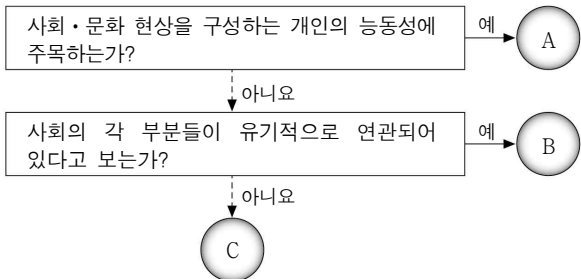 사회·문화 현상을 구성하는 개인의 능동성에
주목하는가?
예
A
아니요
사회의 각 부분들이 유기적으로 연관되어
있다고 보는가?
예
B
아니요
C